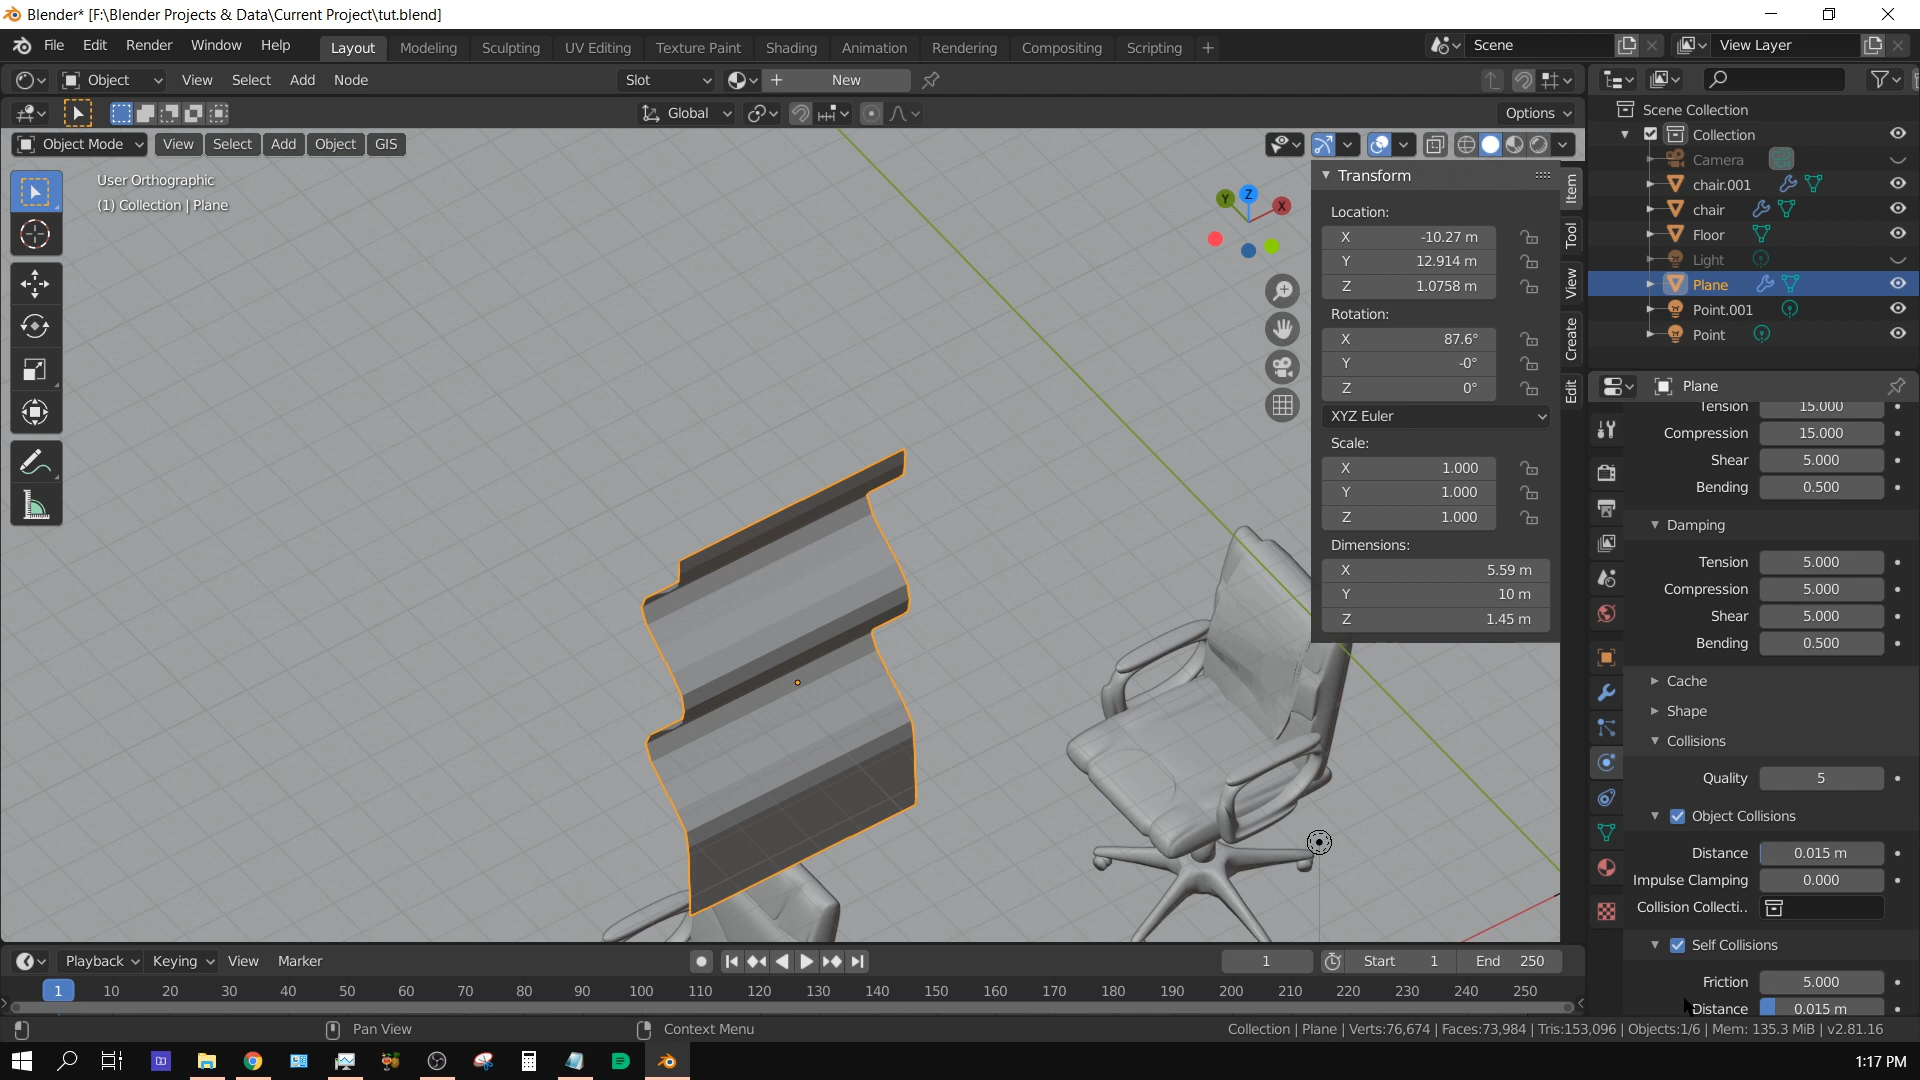 Blender* [F:\Blender Projects & Data\Current Project\tut.blend]
File Edit Render Window Help Layout Modeling Sculpting UV Editing Texture Paint Shading Animation Rendering Compositing Scripting + Scene View Layer
Object View Select Add Node Slot New
Global Options
Object Mode View Select Add Object GIS
User Orthographic
(1) Collection | Plane
Z
Y
X
Transform
Location:
X -10.27 m
Y 12.914 m
Z 1.0758 m
Rotation:
X 87.6°
Y -0°
Z 0°
XYZ Euler
Scale:
X 1.000
Y 1.000
Z 1.000
Dimensions:
X 5.59 m
Y 10 m
Z 1.45 m
Item
Tool
View
Create
Edit
Scene Collection
Collection
Camera
chair.001
chair
Floor
Light
Plane
Point.001
Point
Plane
Tension 15.000
Compression 15.000
Shear 5.000
Bending 0.500
Damping
Tension 5.000
Compression 5.000
Shear 5.000
Bending 0.500
Cache
Shape
Collisions
Quality 5
Object Collisions
Distance 0.015 m
Impulse Clamping 0.000
Collision Collecti..
Self Collisions
Friction 5.000
Distance 0.015 m
Playback Keying View Marker 1 Start 1 End 250
1 10 20 30 40 50 60 70 80 90 100 110 120 130 140 150 160 170 180 190 200 210 220 230 240 250
Pan View Context Menu Collection | Plane | Verts:76,674 | Faces:73,984 | Tris:153,096 | Objects:1/6 | Mem: 135.3 MiB | v2.81.16
1:17 PM